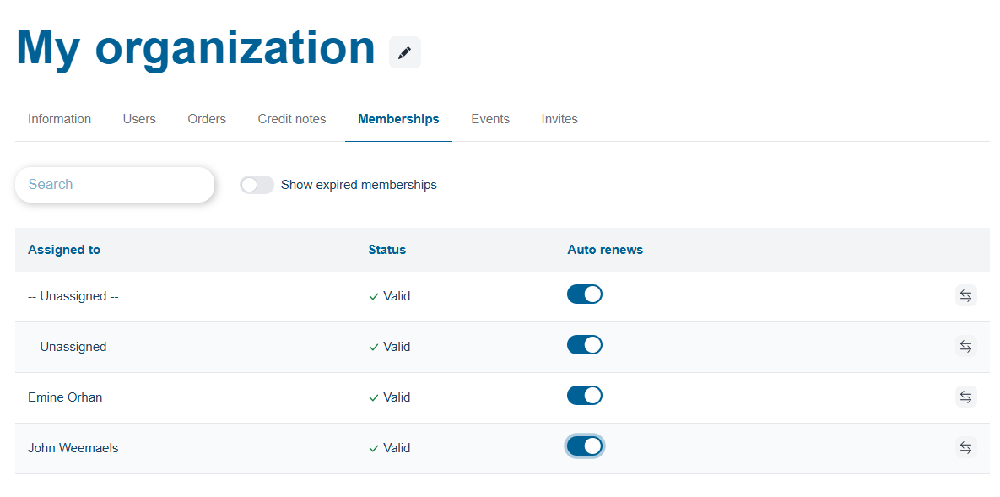 My organization
Information Users Orders Credit notes Memberships Events Invites
Search Show expired memberships
Assigned to Status Auto renews
-- Unassigned -- Valid
-- Unassigned -- Valid
Emine Orhan Valid
John Weemaels Valid